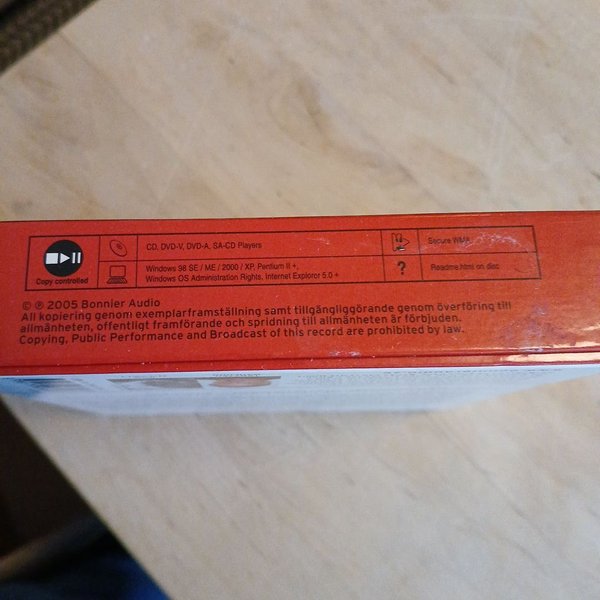 Copy controlled
CD, DVD-V, DVD-A, SA-CD Players
Windows 98 SE / ME / 2000 / XP, Pentium II +,
Windows OS Administration Rights, Internet Explorer 5.0 +
Secure WMA
?
Readme.html on disc
© ℗ 2005 Bonnier Audio
All kopiering genom exemplarframställning samt tillgängliggörande genom överföring till
allmänheten, offentligt framförande och spridning till allmänheten är förbjuden.
Copying, Public Performance and Broadcast of this record are prohibited by law.